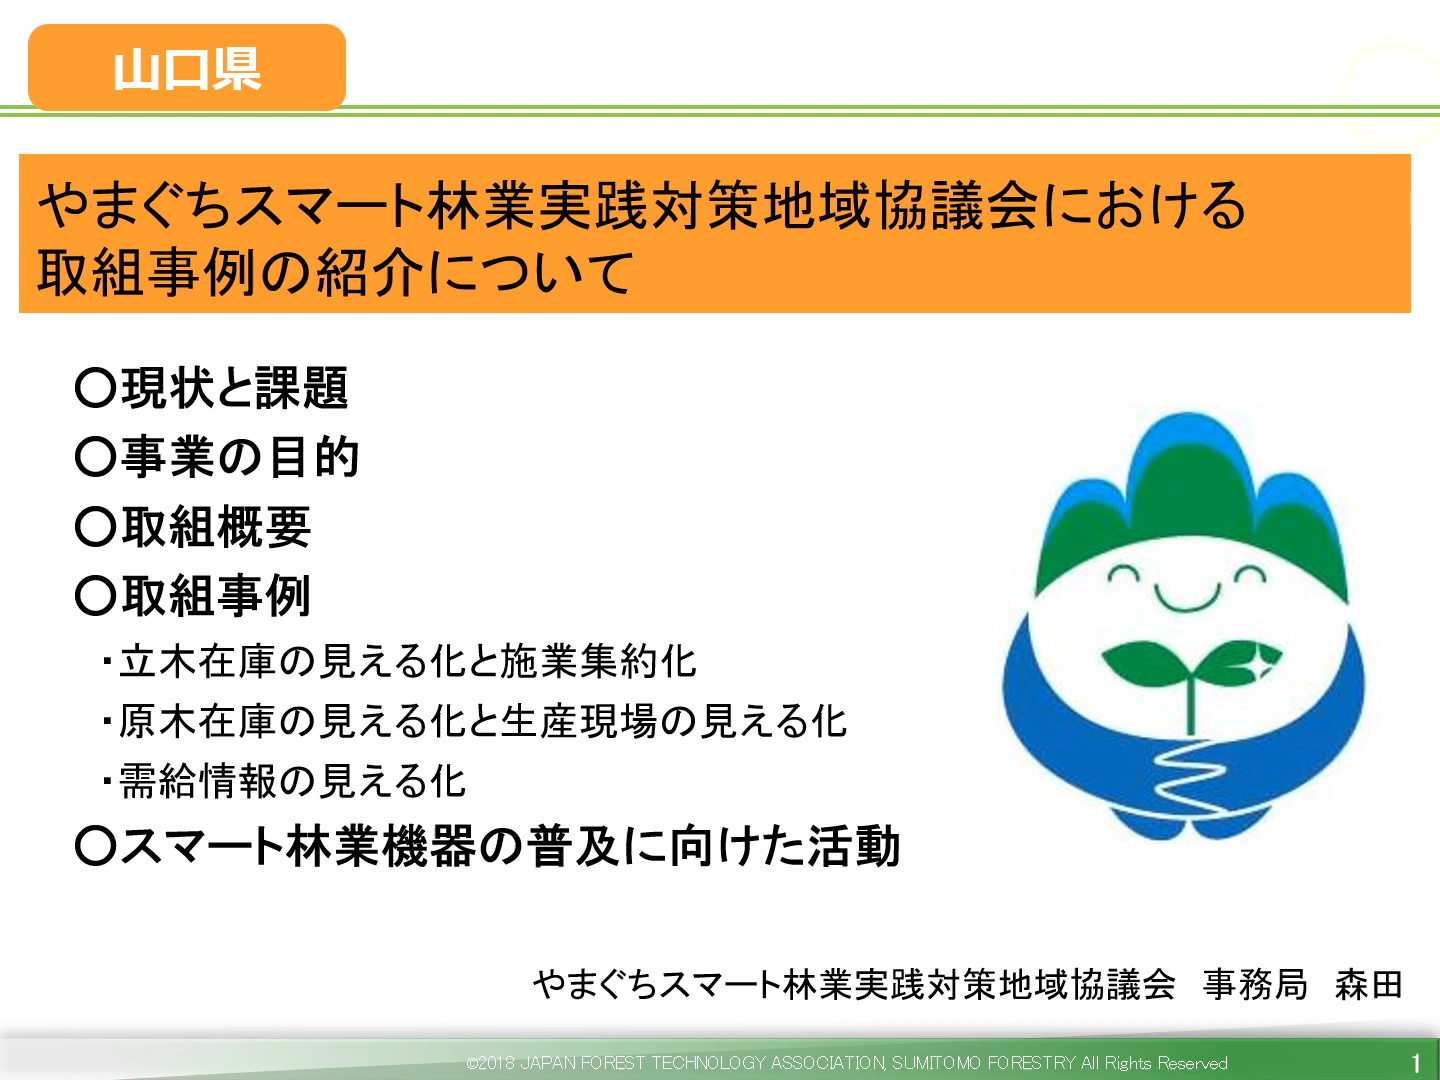 山口県
やまぐちスマート林業実践対策地域協議会における
取組事例の紹介について
〇現状と課題
〇事業の目的
〇取組概要
〇取組事例
・立木在庫の見える化と施業集約化
・原木在庫の見える化と生産現場の見える化
・需給情報の見える化
〇スマート林業機器の普及に向けた活動
やまぐちスマート林業実践対策地域協議会　事務局　森田
©2018 JAPAN FOREST TECHNOLOGY ASSOCIATION, SUMITOMO FORESTRY All Rights Reserved
1